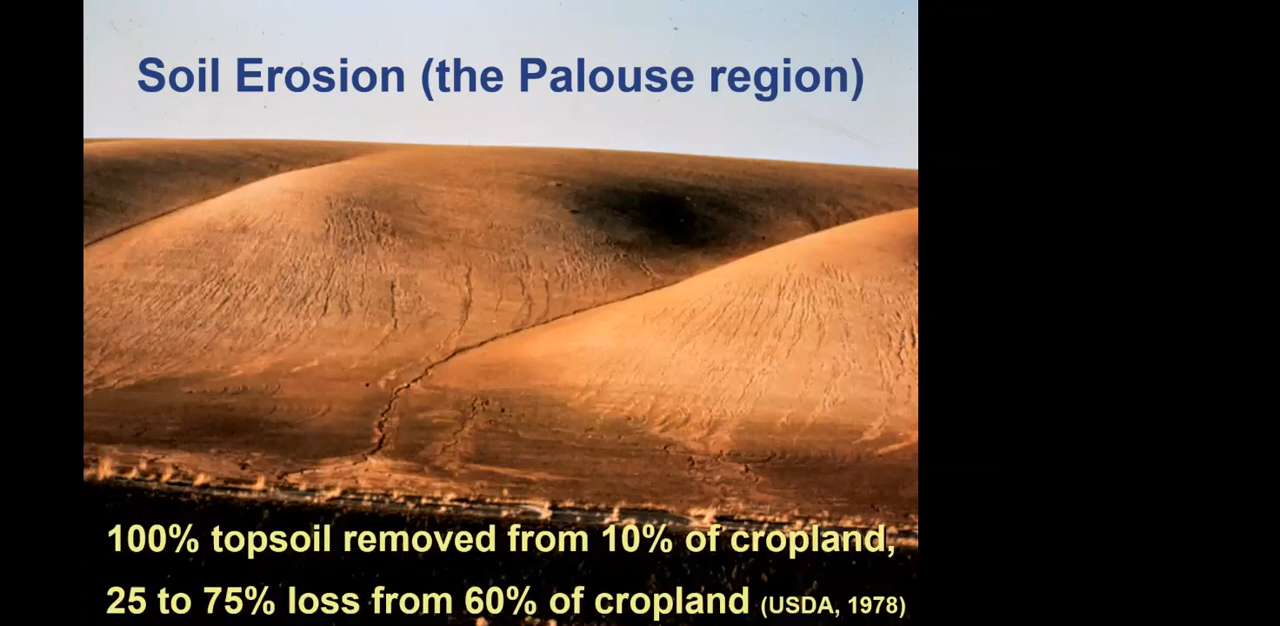 Soil Erosion (the Palouse region)
100% topsoil removed from 10% of cropland,
25 to 75% loss from 60% of cropland (USDA, 1978)